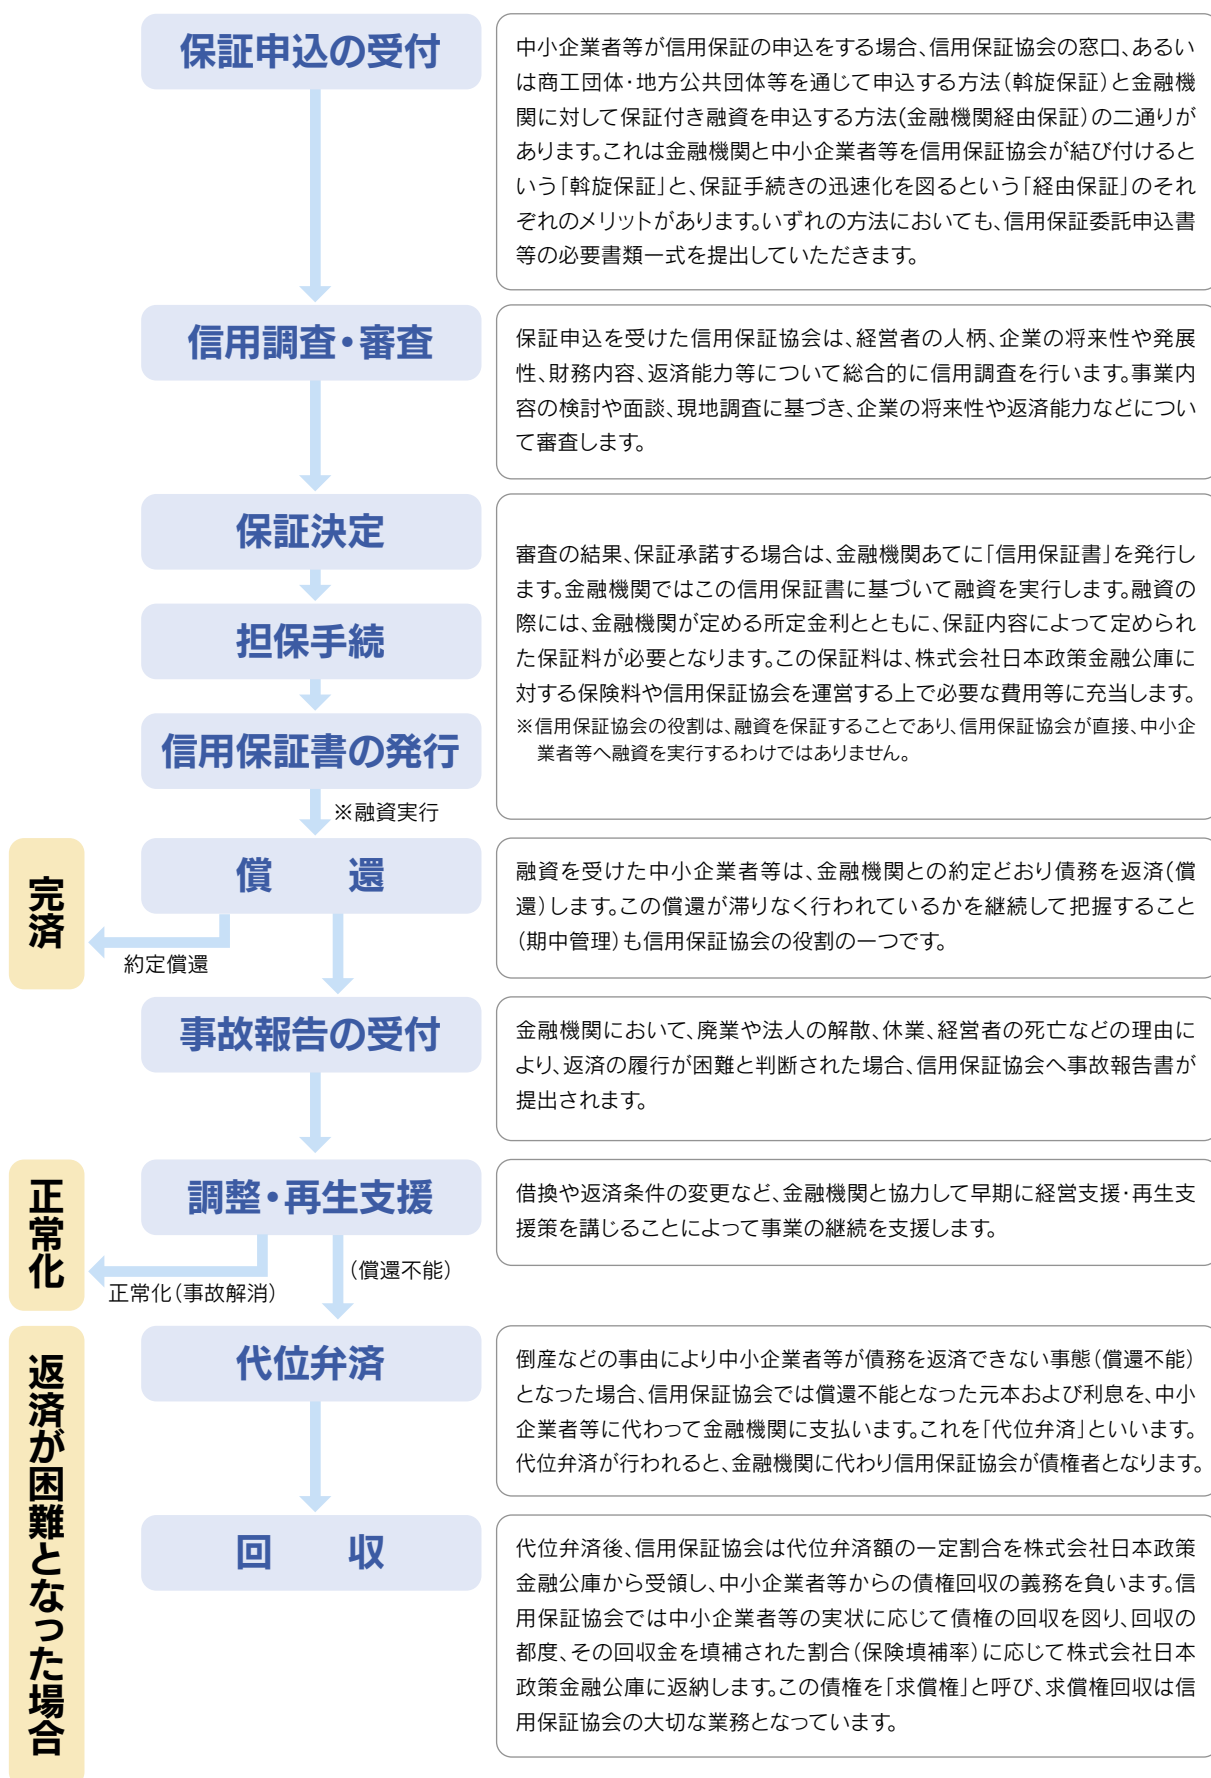 保証申込の受付
中小企業者等が信用保証の申込をする場合、信用保証協会の窓口、あるい
は商工団体・地方公共団体等を通じて申込する方法（斡旋保証）と金融機
関に対して保証付き融資を申込する方法(金融機関経由保証）の二通りが
あります。これは金融機関と中小企業者等を信用保証協会が結び付けると
いう「斡旋保証」と、保証手続きの迅速化を図るという「経由保証」のそれ
ぞれのメリットがあります。いずれの方法においても、信用保証委託申込書
等の必要書類一式を提出していただきます。
信用調査・審査
保証申込を受けた信用保証協会は、経営者の人柄、企業の将来性や発展
性、財務内容、返済能力等について総合的に信用調査を行います。事業内
容の検討や面談、現地調査に基づき、企業の将来性や返済能力などについ
て審査します。
保証決定
担保手続
信用保証書の発行
※融資実行
審査の結果、保証承諾する場合は、金融機関あてに「信用保証書」を発行し
ます。金融機関ではこの信用保証書に基づいて融資を実行します。融資の
際には、金融機関が定める所定金利とともに、保証内容によって定められ
た保証料が必要となります。この保証料は、株式会社日本政策金融公庫に
対する保険料や信用保証協会を運営する上で必要な費用等に充当します。
※信用保証協会の役割は、融資を保証することであり、信用保証協会が直接、中小企
業者等へ融資を実行するわけではありません。
完済
償　還
約定償還
融資を受けた中小企業者等は、金融機関との約定どおり債務を返済(償
還)します。この償還が滞りなく行われているかを継続して把握すること
（期中管理）も信用保証協会の役割の一つです。
事故報告の受付
金融機関において、廃業や法人の解散、休業、経営者の死亡などの理由に
より、返済の履行が困難と判断された場合、信用保証協会へ事故報告書が
提出されます。
正常化
調整・再生支援
正常化（事故解消）
（償還不能）
借換や返済条件の変更など、金融機関と協力して早期に経営支援・再生支
援策を講じることによって事業の継続を支援します。
返済が困難となった場合
代位弁済
倒産などの事由により中小企業者等が債務を返済できない事態（償還不能）
となった場合、信用保証協会では償還不能となった元本および利息を、中小
企業者等に代わって金融機関に支払います。これを「代位弁済」といいます。
代位弁済が行われると、金融機関に代わり信用保証協会が債権者となります。
回　収
代位弁済後、信用保証協会は代位弁済額の一定割合を株式会社日本政策
金融公庫から受領し、中小企業者等からの債権回収の義務を負います。信
用保証協会では中小企業者等の実状に応じて債権の回収を図り、回収の
都度、その回収金を填補された割合（保険填補率）に応じて株式会社日本
政策金融公庫に返納します。この債権を「求償権」と呼び、求償権回収は信
用保証協会の大切な業務となっています。